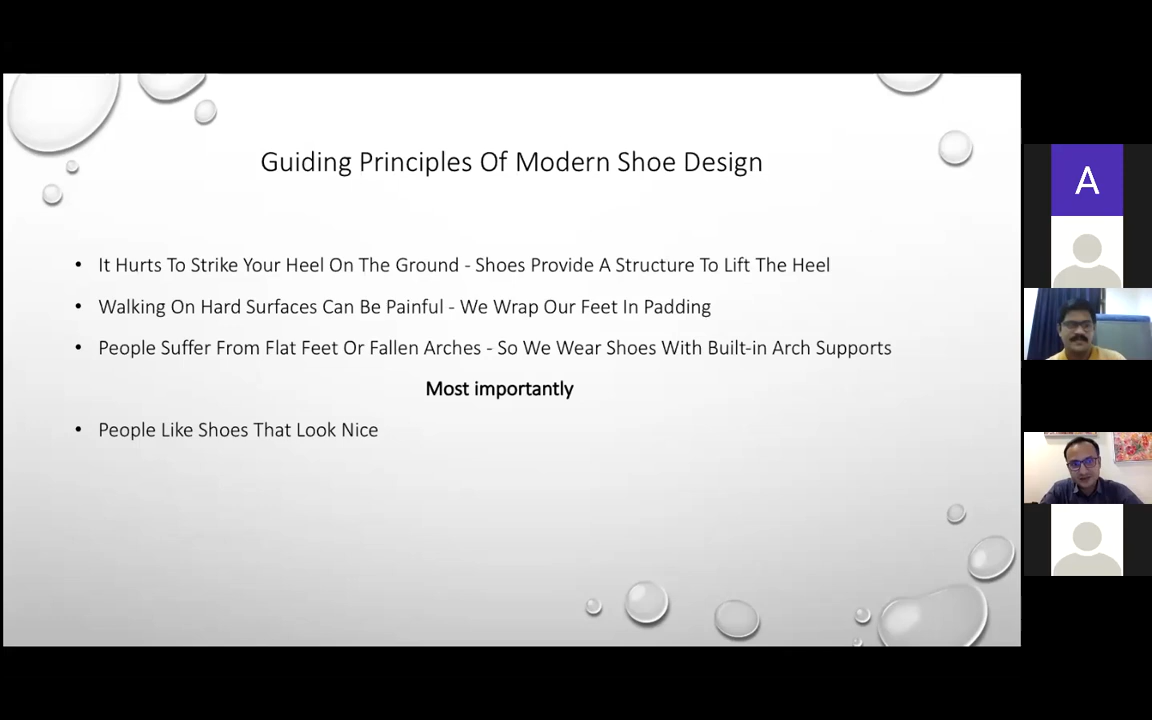 Guiding Principles Of Modern Shoe Design
• It Hurts To Strike Your Heel On The Ground - Shoes Provide A Structure To Lift The Heel
• Walking On Hard Surfaces Can Be Painful - We Wrap Our Feet In Padding
• People Suffer From Flat Feet Or Fallen Arches - So We Wear Shoes With Built-in Arch Supports
Most importantly
• People Like Shoes That Look Nice
A